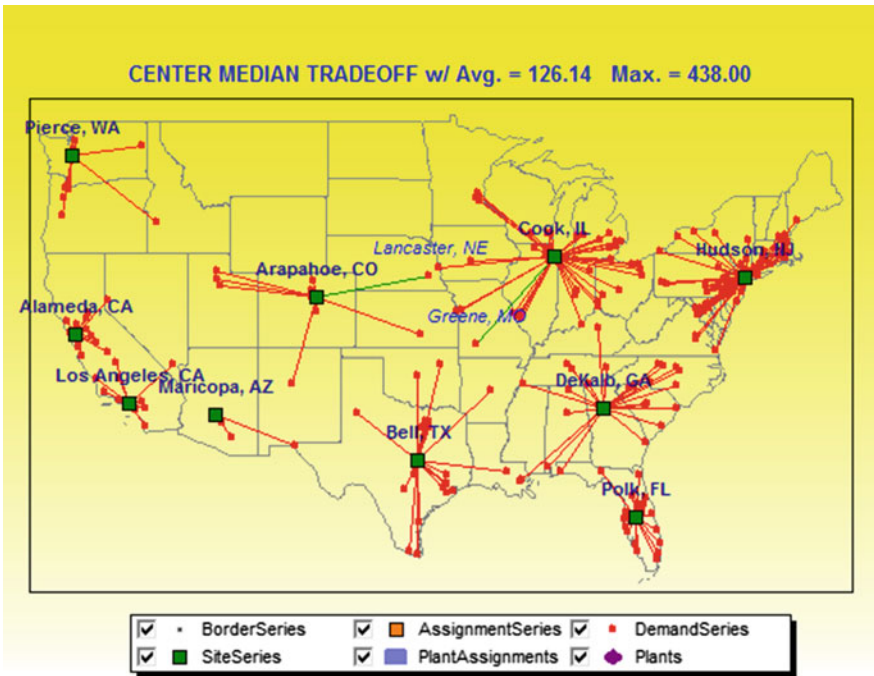 CENTER MEDIAN TRADEOFF w/ Avg. = 126.14 Max. = 438.00
Pierce, WA
Cook, IL
Lancaster, NE
Hudson, NJ
Arapahoe, CO
Alameda, CA
Greene, MO
Los Angeles, CA
Maricopa, AZ
DeKalb, GA
Bell, TX
Polk, FL
BorderSeries
AssignmentSeries
DemandSeries
SiteSeries
PlantAssignments
Plants